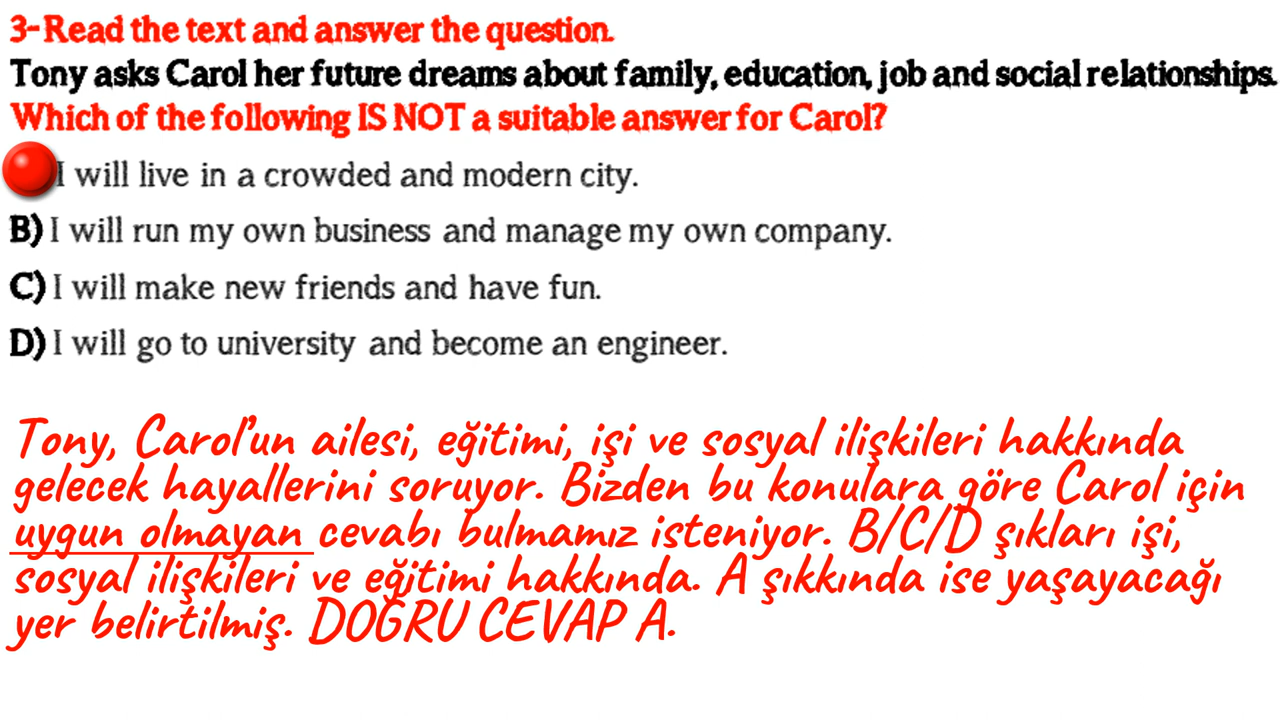 3-Read the text and answer the question.
Tony asks Carol her future dreams about family, education, job and social relationships.
Which of the following IS NOT a suitable answer for Carol?
I will live in a crowded and modern city.
B) I will run my own business and manage my own company.
C) I will make new friends and have fun.
D) I will go to university and become an engineer.
Tony, Carol'un ailesi, eğitimi, işi ve sosyal ilişkileri hakkında
gelecek hayallerini soruyor. Bizden bu konulara göre Carol için
uygun olmayan cevabı bulmamız isteniyor. B/C/D şıkları işi,
sosyal ilişkileri ve eğitimi hakkında. A şıkkında ise yaşayacağı
yer belirtilmiş. DOĞRU CEVAP A.